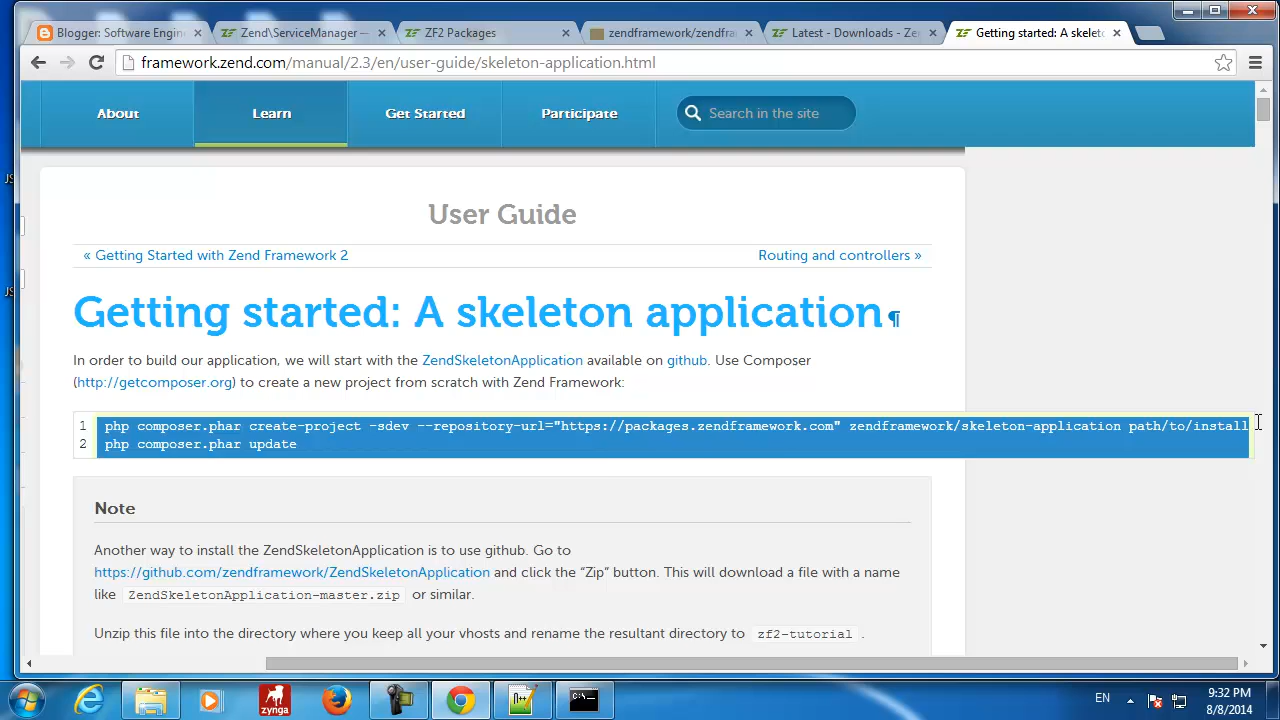 Blogger: Software Engin
Zend\ServiceManager —
ZF2 Packages
zendframework/zendfra
Latest - Downloads - Ze
Getting started: A skelet
framework.zend.com/manual/2.3/en/user-guide/skeleton-application.html
About
Learn
Get Started
Participate
Search in the site
User Guide
« Getting Started with Zend Framework 2
Routing and controllers »
Getting started: A skeleton application¶
In order to build our application, we will start with the ZendSkeletonApplication available on github. Use Composer
(http://getcomposer.org) to create a new project from scratch with Zend Framework:
1 php composer.phar create-project -sdev --repository-url="https://packages.zendframework.com" zendframework/skeleton-application path/to/install
2 php composer.phar update
Note
Another way to install the ZendSkeletonApplication is to use github. Go to
https://github.com/zendframework/ZendSkeletonApplication and click the “Zip” button. This will download a file with a name
like ZendSkeletonApplication-master.zip or similar.
Unzip this file into the directory where you keep all your vhosts and rename the resultant directory to zf2-tutorial .
JS
JS
zynga
EN
9:32 PM
8/8/2014